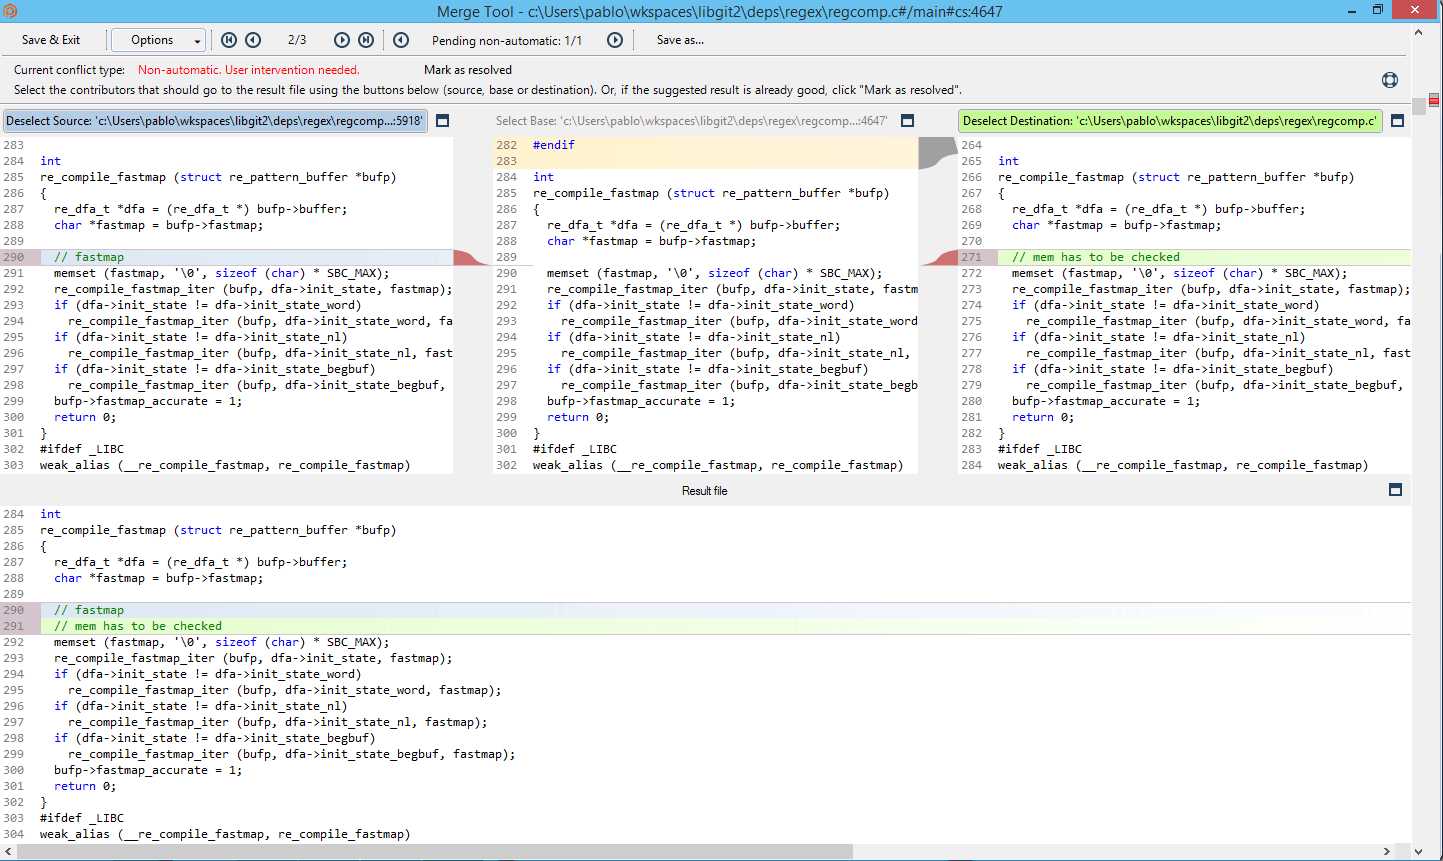 Merge Tool - c:\Users\pablo\wkspaces\libgit2\deps\regex\regcomp.c#/main#cs:4647
Save & Exit Options 2/3 Pending non-automatic: 1/1 Save as...
Current conflict type: Non-automatic. User intervention needed. Mark as resolved
Select the contributors that should go to the result file using the buttons below (source, base or destination). Or, if the suggested result is already good, click "Mark as resolved".
Deselect Source: 'c:\Users\pablo\wkspaces\libgit2\deps\regex\regcomp...:5918'
283
284 int
285 re_compile_fastmap (struct re_pattern_buffer *bufp)
286 {
287   re_dfa_t *dfa = (re_dfa_t *) bufp->buffer;
288   char *fastmap = bufp->fastmap;
289
290   // fastmap
291   memset (fastmap, '\0', sizeof (char) * SBC_MAX);
292   re_compile_fastmap_iter (bufp, dfa->init_state, fastmap);
293   if (dfa->init_state != dfa->init_state_word)
294     re_compile_fastmap_iter (bufp, dfa->init_state_word, fa
295   if (dfa->init_state != dfa->init_state_nl)
296     re_compile_fastmap_iter (bufp, dfa->init_state_nl, fast
297   if (dfa->init_state != dfa->init_state_begbuf)
298     re_compile_fastmap_iter (bufp, dfa->init_state_begbuf,
299   bufp->fastmap_accurate = 1;
300   return 0;
301 }
302 #ifdef _LIBC
303 weak_alias (__re_compile_fastmap, re_compile_fastmap)
Select Base: 'c:\Users\pablo\wkspaces\libgit2\deps\regex\regcomp...:4647'
282 #endif
283
284 int
285 re_compile_fastmap (struct re_pattern_buffer *bufp)
286 {
287   re_dfa_t *dfa = (re_dfa_t *) bufp->buffer;
288   char *fastmap = bufp->fastmap;
289
290   memset (fastmap, '\0', sizeof (char) * SBC_MAX);
291   re_compile_fastmap_iter (bufp, dfa->init_state, fastm
292   if (dfa->init_state != dfa->init_state_word)
293     re_compile_fastmap_iter (bufp, dfa->init_state_word
294   if (dfa->init_state != dfa->init_state_nl)
295     re_compile_fastmap_iter (bufp, dfa->init_state_nl,
296   if (dfa->init_state != dfa->init_state_begbuf)
297     re_compile_fastmap_iter (bufp, dfa->init_state_begb
298   bufp->fastmap_accurate = 1;
299   return 0;
300 }
301 #ifdef _LIBC
302 weak_alias (__re_compile_fastmap, re_compile_fastmap)
Deselect Destination: 'c:\Users\pablo\wkspaces\libgit2\deps\regex\regcomp.c'
264
265 int
266 re_compile_fastmap (struct re_pattern_buffer *bufp)
267 {
268   re_dfa_t *dfa = (re_dfa_t *) bufp->buffer;
269   char *fastmap = bufp->fastmap;
270
271   // mem has to be checked
272   memset (fastmap, '\0', sizeof (char) * SBC_MAX);
273   re_compile_fastmap_iter (bufp, dfa->init_state, fastmap);
274   if (dfa->init_state != dfa->init_state_word)
275     re_compile_fastmap_iter (bufp, dfa->init_state_word, fa
276   if (dfa->init_state != dfa->init_state_nl)
277     re_compile_fastmap_iter (bufp, dfa->init_state_nl, fast
278   if (dfa->init_state != dfa->init_state_begbuf)
279     re_compile_fastmap_iter (bufp, dfa->init_state_begbuf,
280   bufp->fastmap_accurate = 1;
281   return 0;
282 }
283 #ifdef _LIBC
284 weak_alias (__re_compile_fastmap, re_compile_fastmap)
Result file
284 int
285 re_compile_fastmap (struct re_pattern_buffer *bufp)
286 {
287   re_dfa_t *dfa = (re_dfa_t *) bufp->buffer;
288   char *fastmap = bufp->fastmap;
289
290   // fastmap
291   // mem has to be checked
292   memset (fastmap, '\0', sizeof (char) * SBC_MAX);
293   re_compile_fastmap_iter (bufp, dfa->init_state, fastmap);
294   if (dfa->init_state != dfa->init_state_word)
295     re_compile_fastmap_iter (bufp, dfa->init_state_word, fastmap);
296   if (dfa->init_state != dfa->init_state_nl)
297     re_compile_fastmap_iter (bufp, dfa->init_state_nl, fastmap);
298   if (dfa->init_state != dfa->init_state_begbuf)
299     re_compile_fastmap_iter (bufp, dfa->init_state_begbuf, fastmap);
300   bufp->fastmap_accurate = 1;
301   return 0;
302 }
303 #ifdef _LIBC
304 weak_alias (__re_compile_fastmap, re_compile_fastmap)